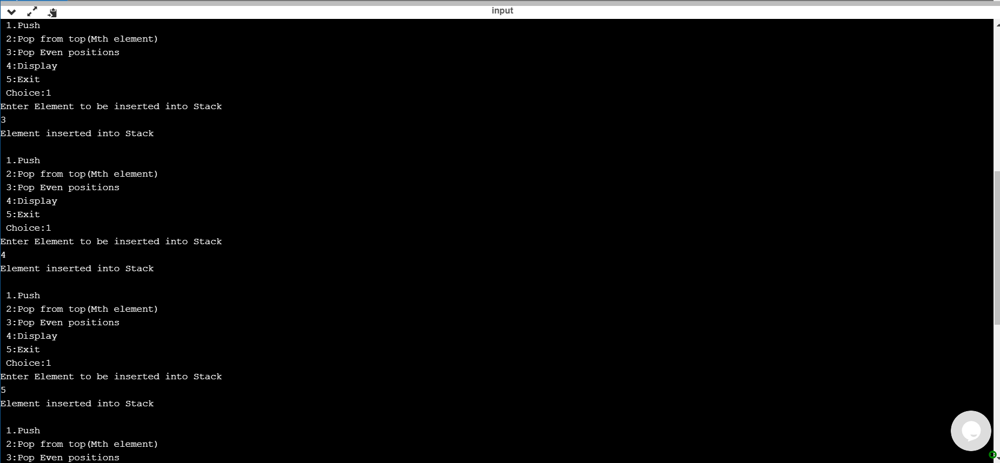 input
1.Push
2:Pop from top(Mth element)
3:Pop Even positions
4:Display
5:Exit
Choice:1
Enter Element to be inserted into Stack
3
Element inserted into Stack
1.Push
2:Pop from top(Mth element)
3:Pop Even positions
4:Display
5:Exit
Choice:1
Enter Element to be inserted into Stack
4
Element inserted into Stack
1.Push
2:Pop from top(Mth element)
3:Pop Even positions
4:Display
5:Exit
Choice:1
Enter Element to be inserted into Stack
5
Element inserted into Stack
1.Push
2:Pop from top(Mth element)
3:Pop Even positions